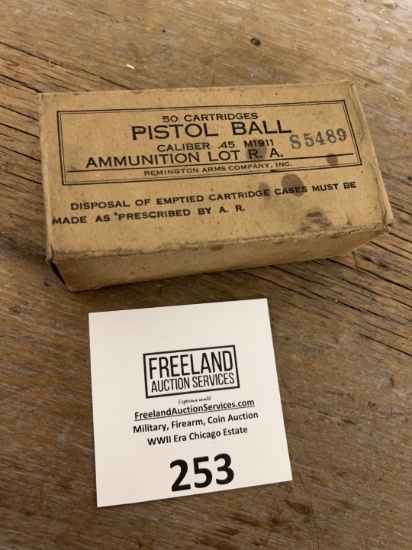 50 CARTRIDGES
PISTOL BALL
CALIBER .45 M1911
AMMUNITION LOT R. A. S5489
REMINGTON ARMS COMPANY, INC.
DISPOSAL OF EMPTIED CARTRIDGE CASES MUST BE
MADE AS PRESCRIBED BY A. R.
FREELAND
AUCTION SERVICES
FreelandAuctionServices.com
Military, Firearm, Coin Auction
WWII Era Chicago Estate
253